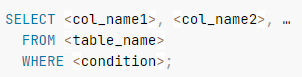 SELECT <col_name1>, <col_name2>, …
FROM <table_name>
WHERE <condition>;